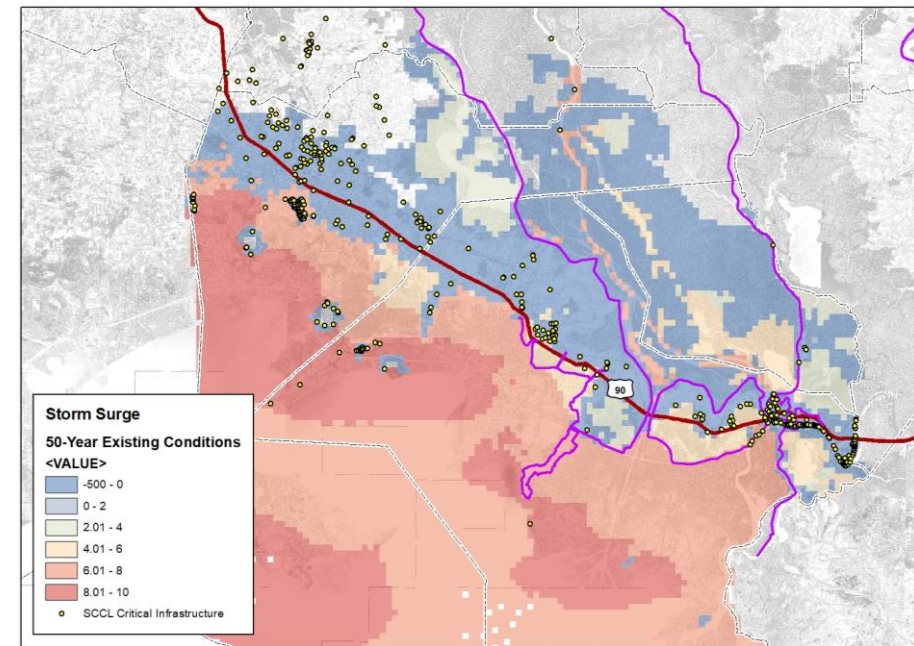 90
Storm Surge
50-Year Existing Conditions
<VALUE>
-500 - 0
0 - 2
2.01 - 4
4.01 - 6
6.01 - 8
8.01 - 10
SCCL Critical Infrastructure